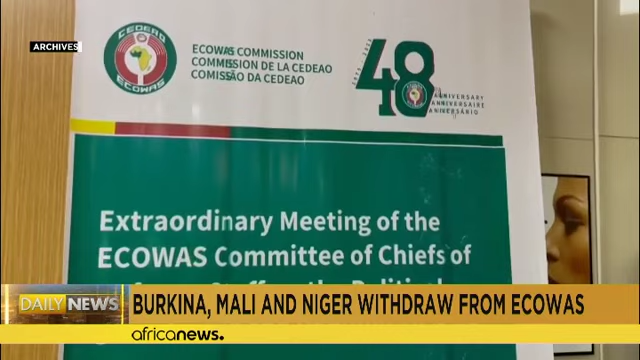 ARCHIVES
CEDEAO
ECOWAS
ECOWAS COMMISSION
COMMISSION DE LA CEDEAO
COMISSÃO DA CEDEAO
48
ANNIVERSARY
ANNIVERSAIRE
ANIVERSÁRIO
Extraordinary Meeting of the
ECOWAS Committee of Chiefs of
DAILY NEWS
BURKINA, MALI AND NIGER WITHDRAW FROM ECOWAS
africanews.